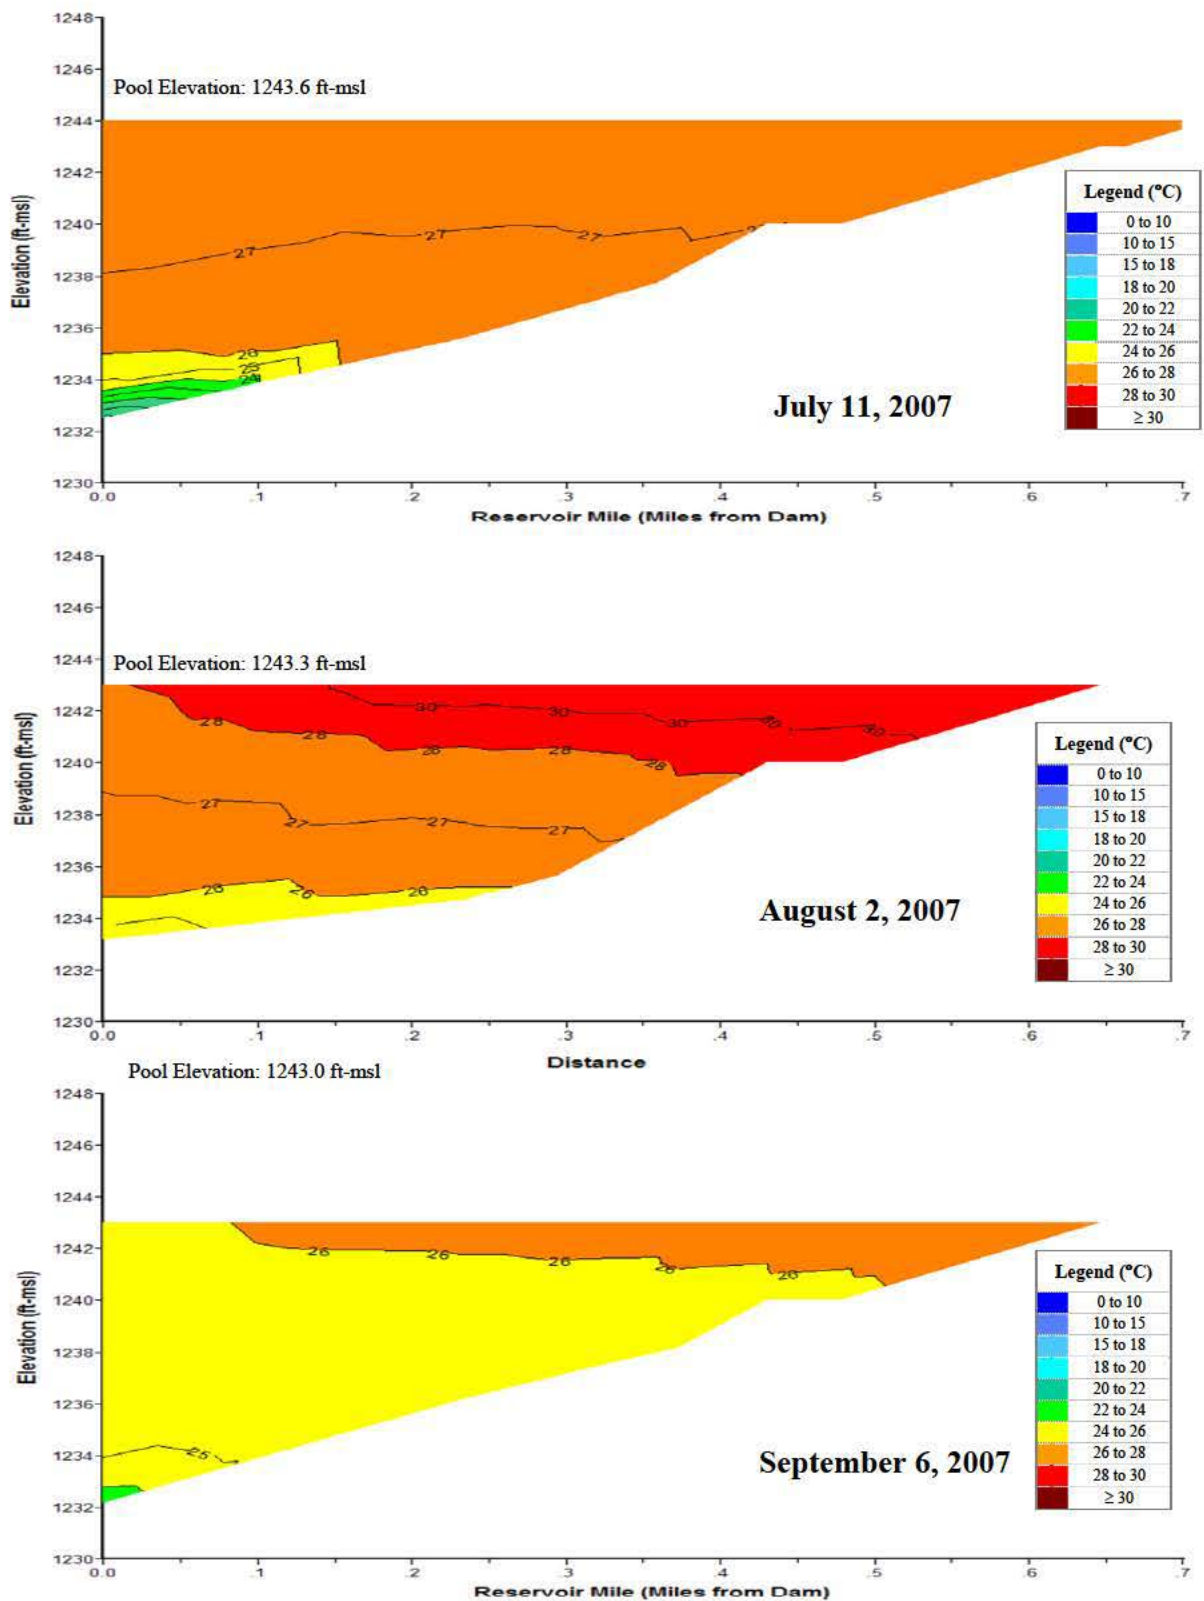 1248
1246
Pool Elevation: 1243.6 ft-msl
1244
1242
1240
1238
1236
1234
1232
1230
Elevation (ft-msl)
27
27
27
26
25
24
Legend (°C)
0 to 10
10 to 15
15 to 18
18 to 20
20 to 22
22 to 24
24 to 26
26 to 28
28 to 30
≥ 30
July 11, 2007
0.0 .1 .2 .3 .4 .5 .6 .7
Reservoir Mile (Miles from Dam)
1248
1246
1244
Pool Elevation: 1243.3 ft-msl
1242
1240
1238
1236
1234
1232
1230
Elevation (ft-msl)
30 30 30 30 30
28 28 28 28 28
27 27 27 27
26 26 26
Legend (°C)
0 to 10
10 to 15
15 to 18
18 to 20
20 to 22
22 to 24
24 to 26
26 to 28
28 to 30
≥ 30
August 2, 2007
0.0 .1 .2 .3 .4 .5 .6 .7
Distance
Pool Elevation: 1243.0 ft-msl
1248
1246
1244
1242
1240
1238
1236
1234
1232
1230
Elevation (ft-msl)
26 26 26 26 26
25
Legend (°C)
0 to 10
10 to 15
15 to 18
18 to 20
20 to 22
22 to 24
24 to 26
26 to 28
28 to 30
≥ 30
September 6, 2007
0.0 .1 .2 .3 .4 .5 .6 .7
Reservoir Mile (Miles from Dam)